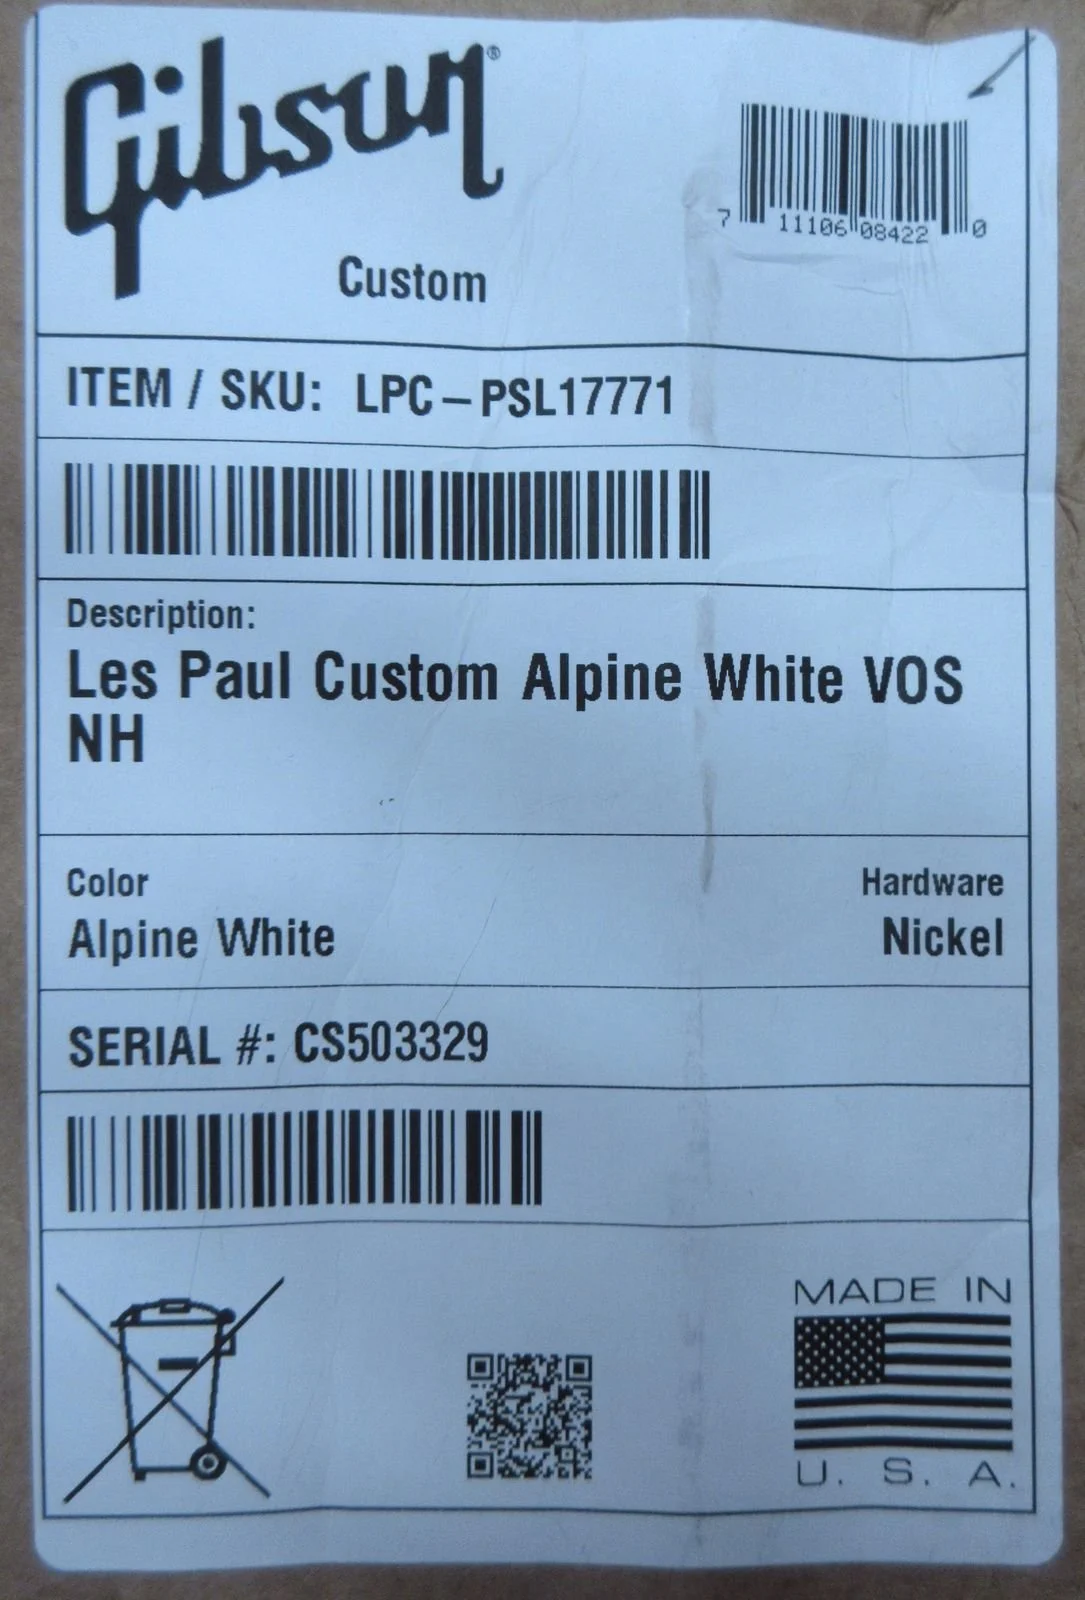 Gibson®
Custom
7 11106 08422 0
ITEM / SKU: LPC-PSL17771
Description:
Les Paul Custom Alpine White VOS
NH
Color
Alpine White
Hardware
Nickel
SERIAL #: CS503329
MADE IN
U. S. A.